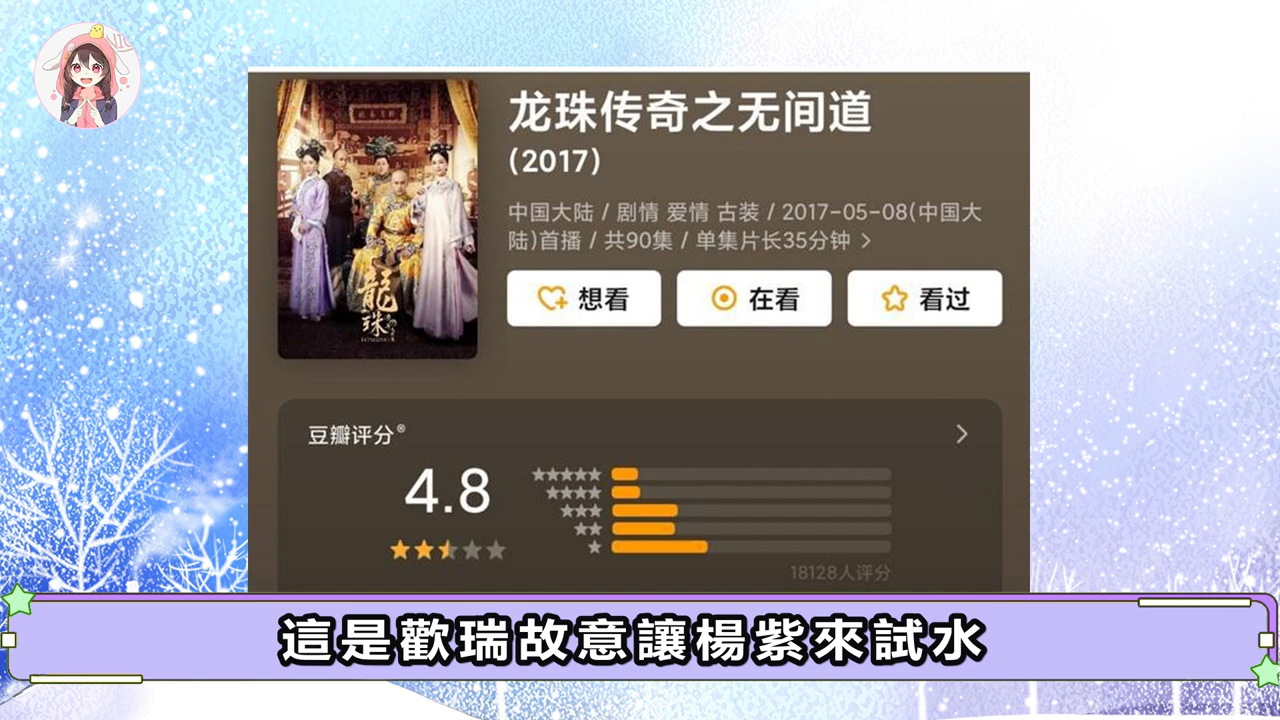 龙珠传奇之无间道
(2017)
中国大陆 / 剧情 爱情 古装 / 2017-05-08(中国大
陆)首播 / 共90集 / 单集片长35分钟 >
想看
在看
看过
龍珠
豆瓣评分®
4.8
18128人评分
這是歡瑞故意讓楊紫來試水